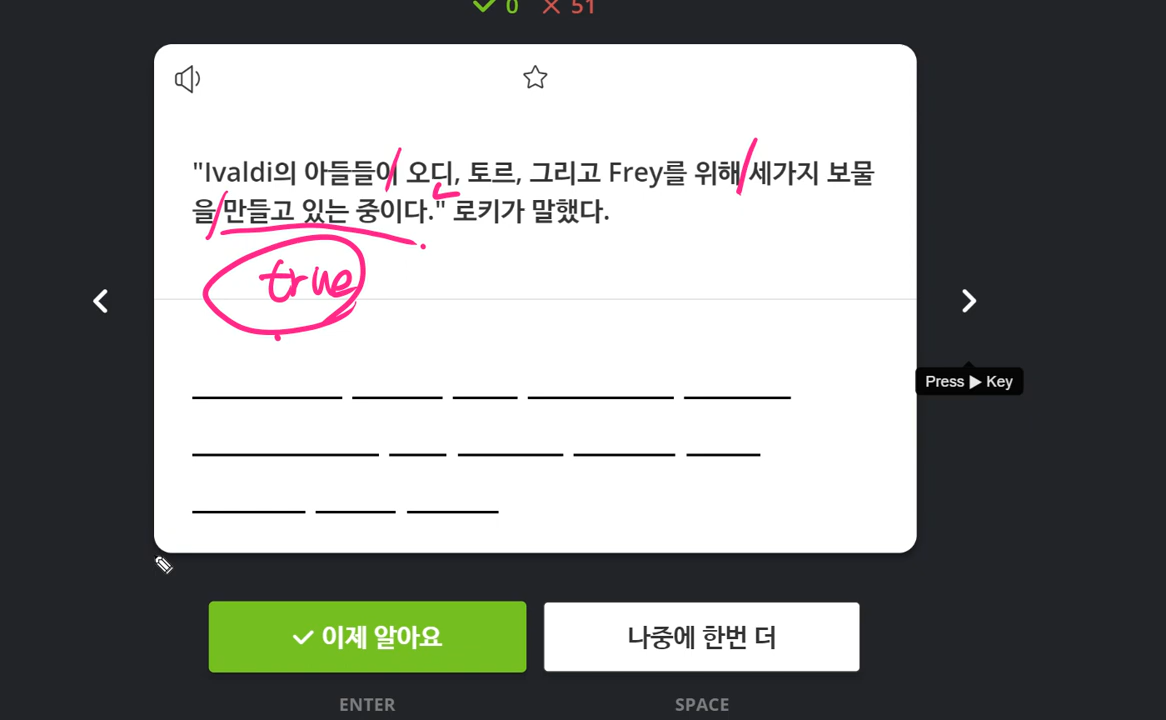 0 51
"Ivaldi의 아들들이 오디, 토르, 그리고 Frey를 위해 세가지 보물
을 만들고 있는 중이다." 로키가 말했다.
true
Press ▶ Key
이제 알아요 나중에 한번 더
ENTER SPACE